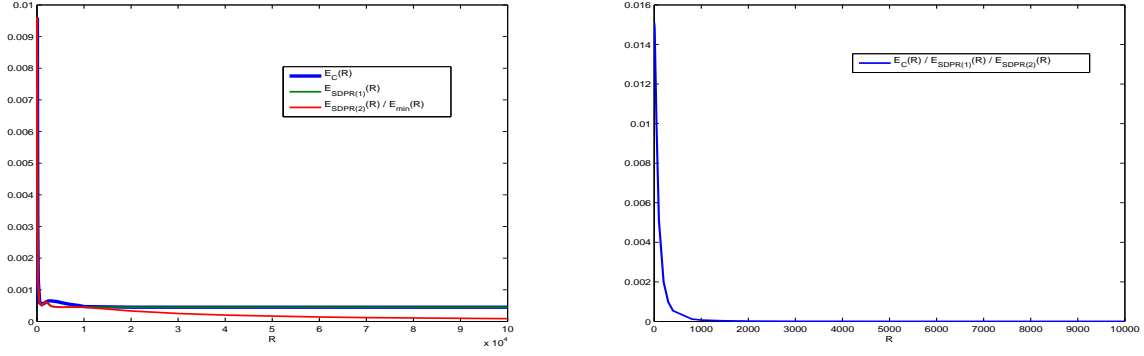 0.01
0.009
0.008
0.007
0.006
0.005
0.004
0.003
0.002
0.001
0
E_C(R)
E_SDPR(1)(R)
E_SDPR(2)(R) / E_min(R)
0 1 2 3 4 5 6 7 8 9 10
R
x 10^4
0.016
0.014
0.012
0.01
0.008
0.006
0.004
0.002
0
E_C(R) / E_SDPR(1)(R) / E_SDPR(2)(R)
0 1000 2000 3000 4000 5000 6000 7000 8000 9000 10000
R